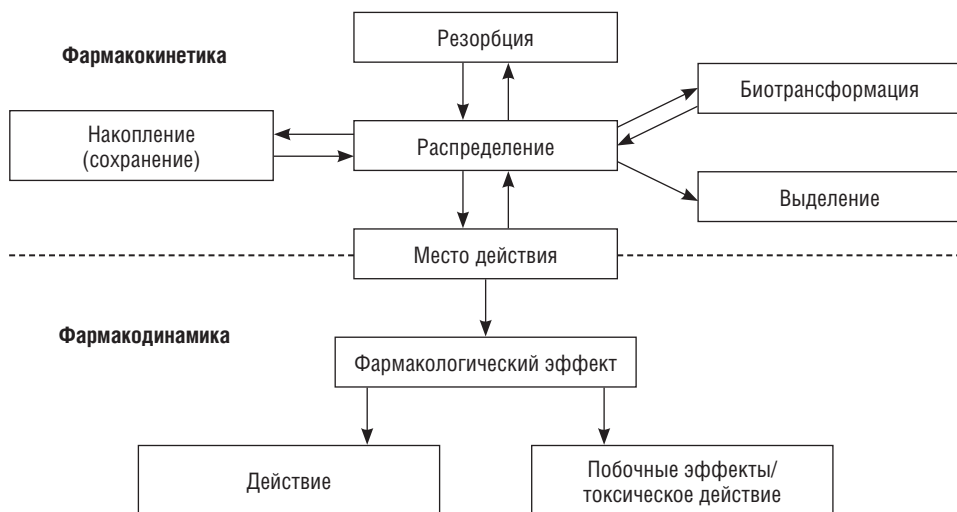 Резорбция
Фармакокинетика
Биотрансформация
Накопление
(сохранение)
Распределение
Выделение
Место действия
Фармакодинамика
Фармакологический эффект
Действие
Побочные эффекты/
токсическое действие